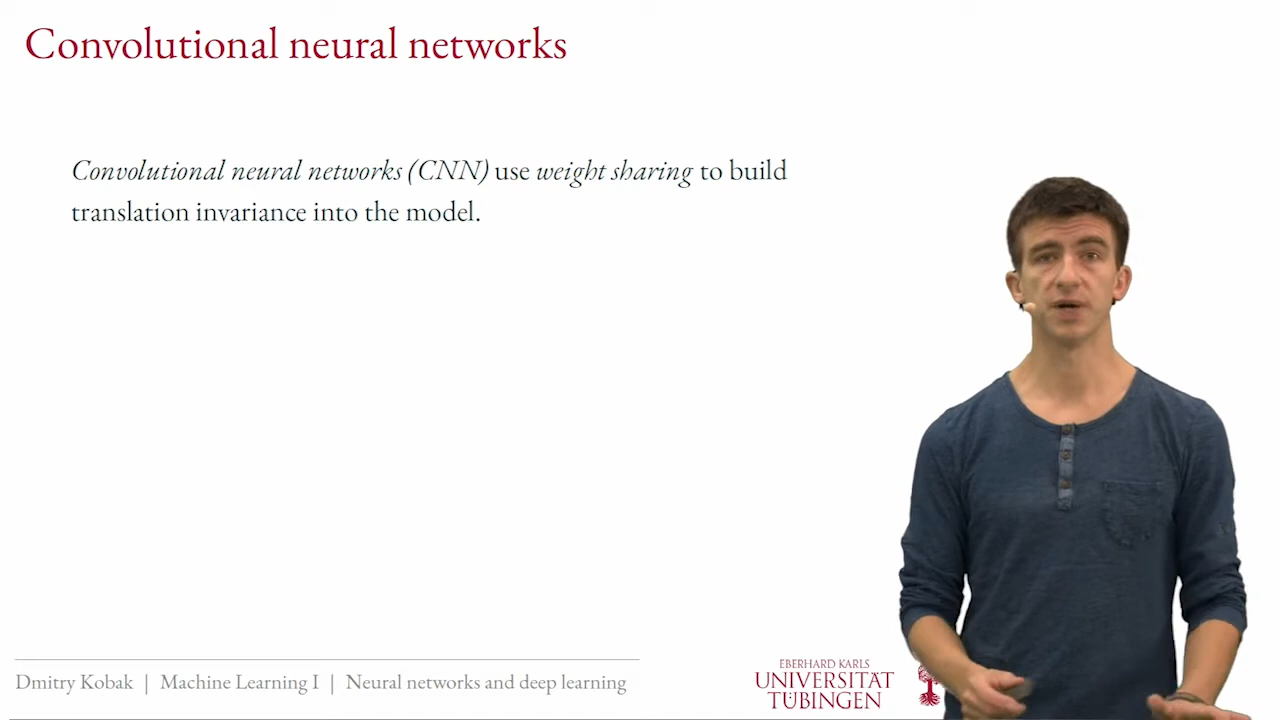 Convolutional neural networks
Convolutional neural networks (CNN) use weight sharing to build
translation invariance into the model.
Dmitry Kobak | Machine Learning I | Neural networks and deep learning
EBERHARD KARLS
UNIVERSITÄT
TÜBINGEN